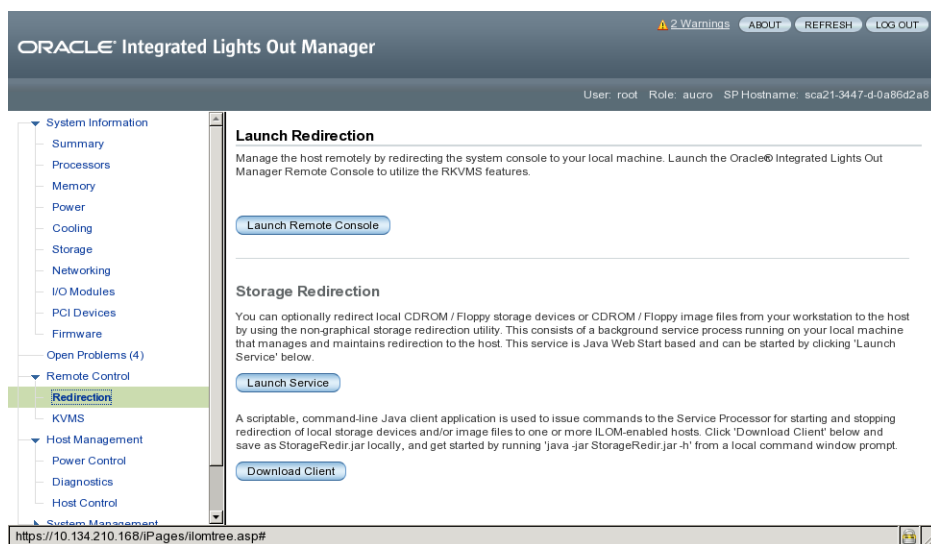 2 Warnings ABOUT REFRESH LOG OUT
ORACLE® Integrated Lights Out Manager
User: root Role: aucro SP Hostname: sca21-3447-d-0a86d2a8
System Information
Summary
Processors
Memory
Power
Cooling
Storage
Networking
I/O Modules
PCI Devices
Firmware
Open Problems (4)
Remote Control
Redirection
KVMS
Host Management
Power Control
Diagnostics
Host Control
System Management
Launch Redirection
Manage the host remotely by redirecting the system console to your local machine. Launch the Oracle® Integrated Lights Out
Manager Remote Console to utilize the RKVMS features.
Launch Remote Console
Storage Redirection
You can optionally redirect local CDROM / Floppy storage devices or CDROM / Floppy image files from your workstation to the host
by using the non-graphical storage redirection utility. This consists of a background service process running on your local machine
that manages and maintains redirection to the host. This service is Java Web Start based and can be started by clicking 'Launch
Service' below.
Launch Service
A scriptable, command-line Java client application is used to issue commands to the Service Processor for starting and stopping
redirection of local storage devices and/or image files to one or more ILOM-enabled hosts. Click 'Download Client' below and
save as StorageRedir.jar locally, and get started by running 'java -jar StorageRedir.jar -h' from a local command window prompt.
Download Client
https://10.134.210.168/iPages/ilomtree.asp#